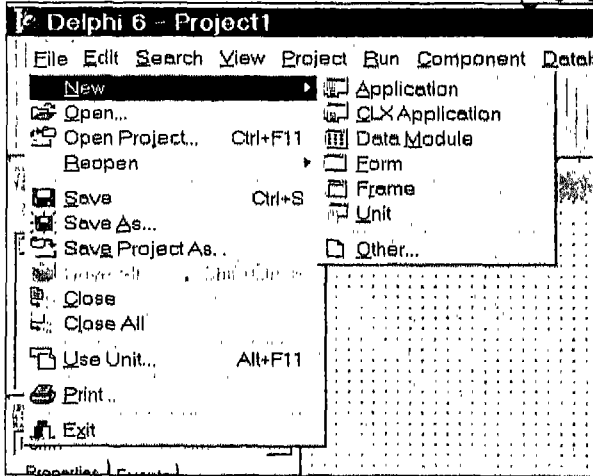 Delphi 6 - Project1
File Edit Search View Project Run Component Datab
New
Open...
Open Project... Ctrl+F11
Reopen
Save Ctrl+S
Save As...
Save Project As...
Close
Close All
Use Unit... Alt+F11
Print...
Exit
Application
CLX Application
Data Module
Form
Frame
Unit
Other...
Properties Events